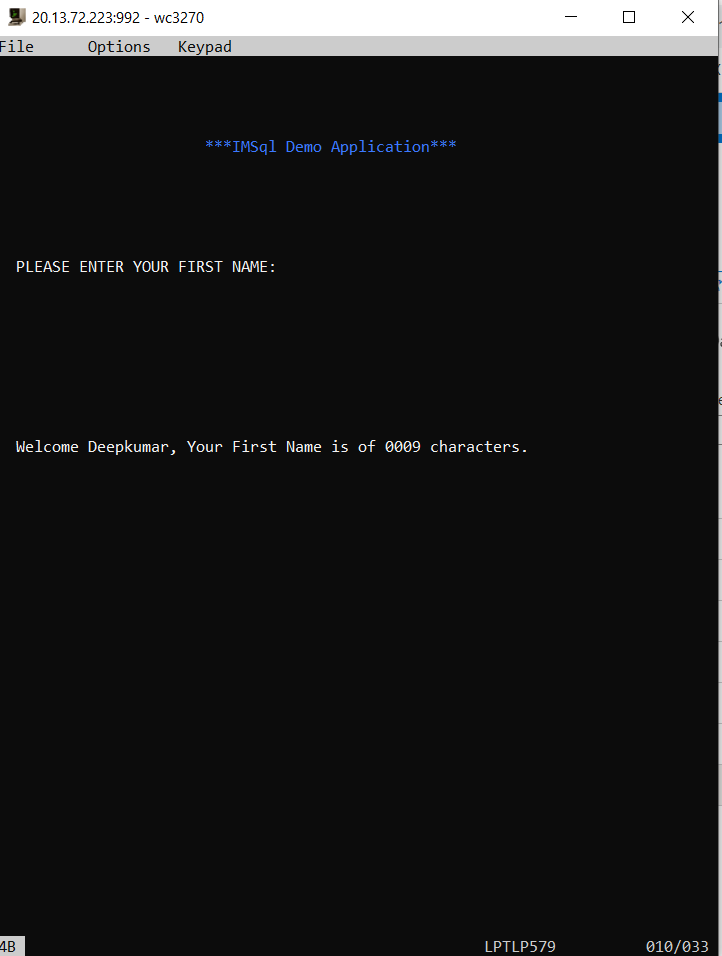 20.13.72.223:992 - wc3270
File Options Keypad
***IMSql Demo Application***
PLEASE ENTER YOUR FIRST NAME:
Welcome Deepkumar, Your First Name is of 0009 characters.
4B LPTLP579 010/033